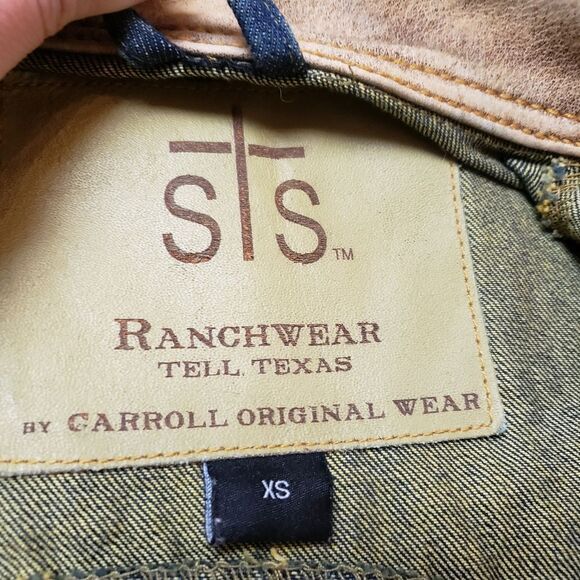 STS™
RANCHWEAR
TELL TEXAS
BY CARROLL ORIGINAL WEAR
XS